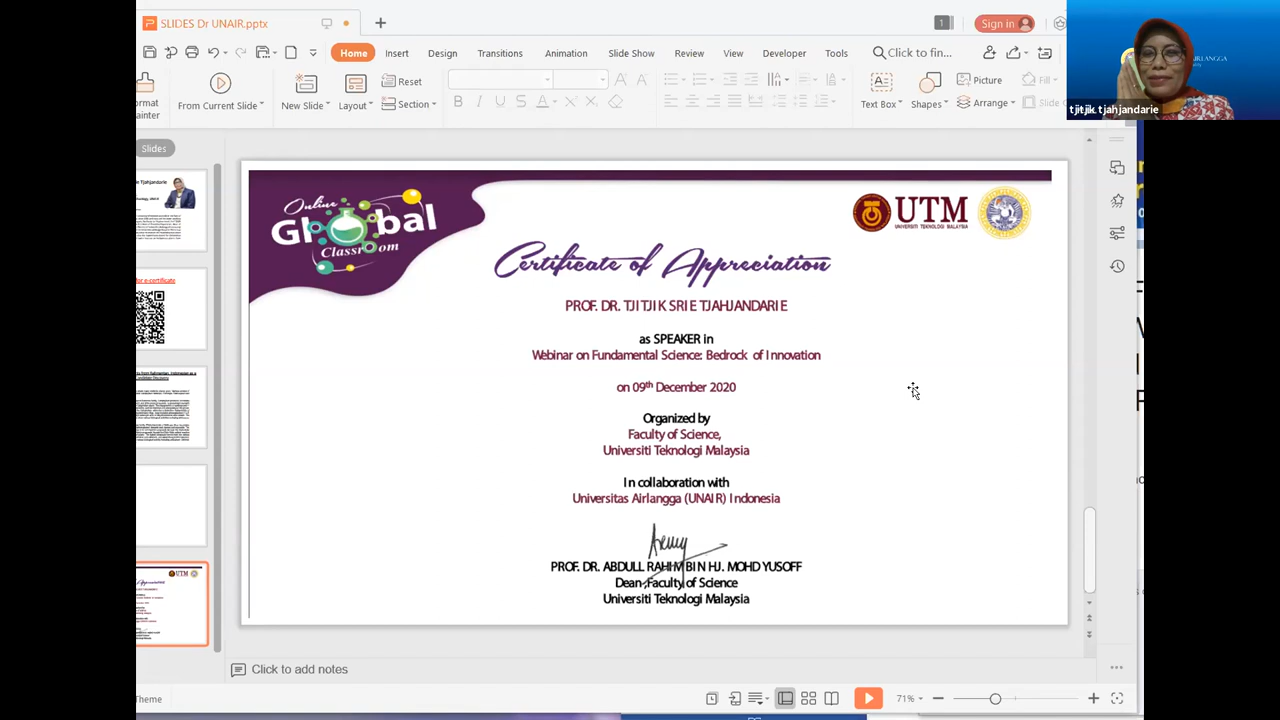 SLIDES Dr UNAIR.pptx
1
Sign in
Home Insert Design Transitions Animation Slide Show Review View Developer Tools Click to fin...
From Current Slide
New Slide
Layout
Reset
Section
B I U S A
Text Box
Shapes
Picture
Arrange
Fill
tjitjik tjahjandarie
Slides
for e-certificate
Online
Global
Classroom
UTM
UNIVERSITI TEKNOLOGI MALAYSIA
Certificate of Appreciation
PROF. DR. TJITJIK SRIE TJAHJANDARIE
as SPEAKER in
Webinar on Fundamental Science: Bedrock of Innovation
on 09th December 2020
Organized by
Faculty of Science,
Universiti Teknologi Malaysia
In collaboration with
Universitas Airlangga (UNAIR) Indonesia
PROF. DR. ABDULL RAHIM BIN HJ. MOHD YUSOFF
Dean, Faculty of Science
Universiti Teknologi Malaysia
Click to add notes
Theme
71%